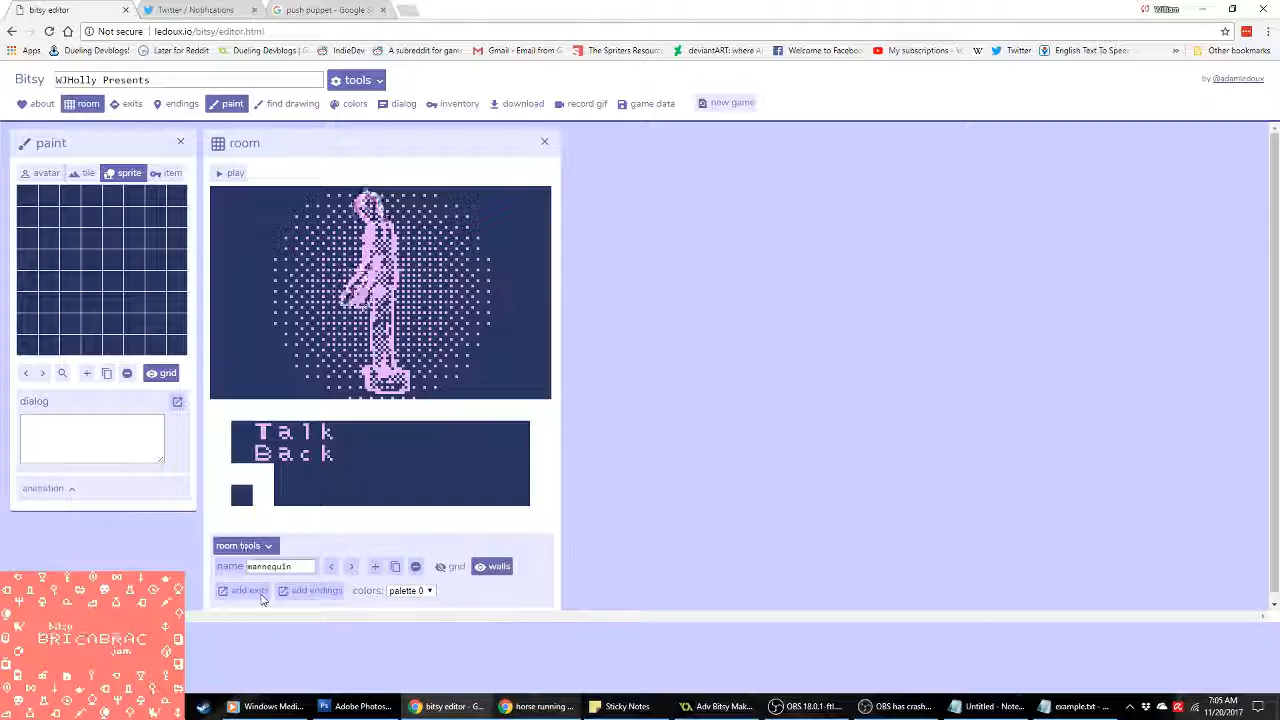 bitsy editor
Twitter / Notifications
push puppet - Google S
William
Not secure
ledoux.io/bitsy/editor.html
Apps
Dueling Devblogs
Later for Reddit
Dueling Devblogs
IndieDev
A subreddit for gam
Gmail - Email from G
The Spriters Resourc
deviantART: where A
Welcome to Facebook
My subscriptions - Y
Twitter
English Text To Spee
»
Other bookmarks
Bitsy
WJHolly Presents
tools
by @adamledoux
about
room
exits
endings
paint
find drawing
colors
dialog
inventory
download
record gif
game data
new game
paint
room
avatar
tile
sprite
item
play
grid
dialog
animation
Talk
Back
room tools
name mannequin
grid
walls
add exits
add endings
colors:
palette 0
bitsy
BRICABRAC
jam
Windows Medi...
Adobe Photos...
bitsy editor - G...
horse running ...
Sticky Notes
Adv Bitsy Mak...
OBS 18.0.1-ftl...
OBS has crash...
Untitled - Note...
example.txt - ...
7:05 AM
11/20/2017